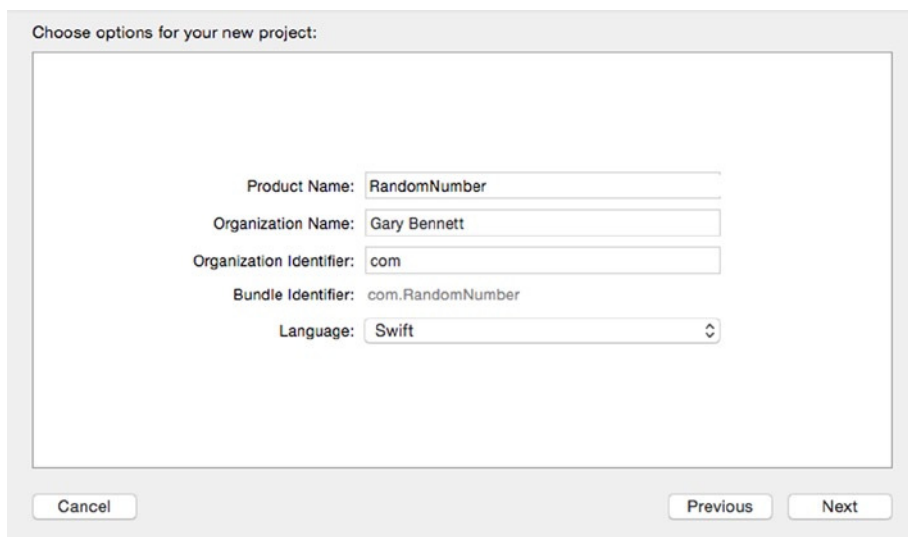 Choose options for your new project:
Product Name: RandomNumber
Organization Name: Gary Bennett
Organization Identifier: com
Bundle Identifier: com.RandomNumber
Language: Swift
Cancel Previous Next